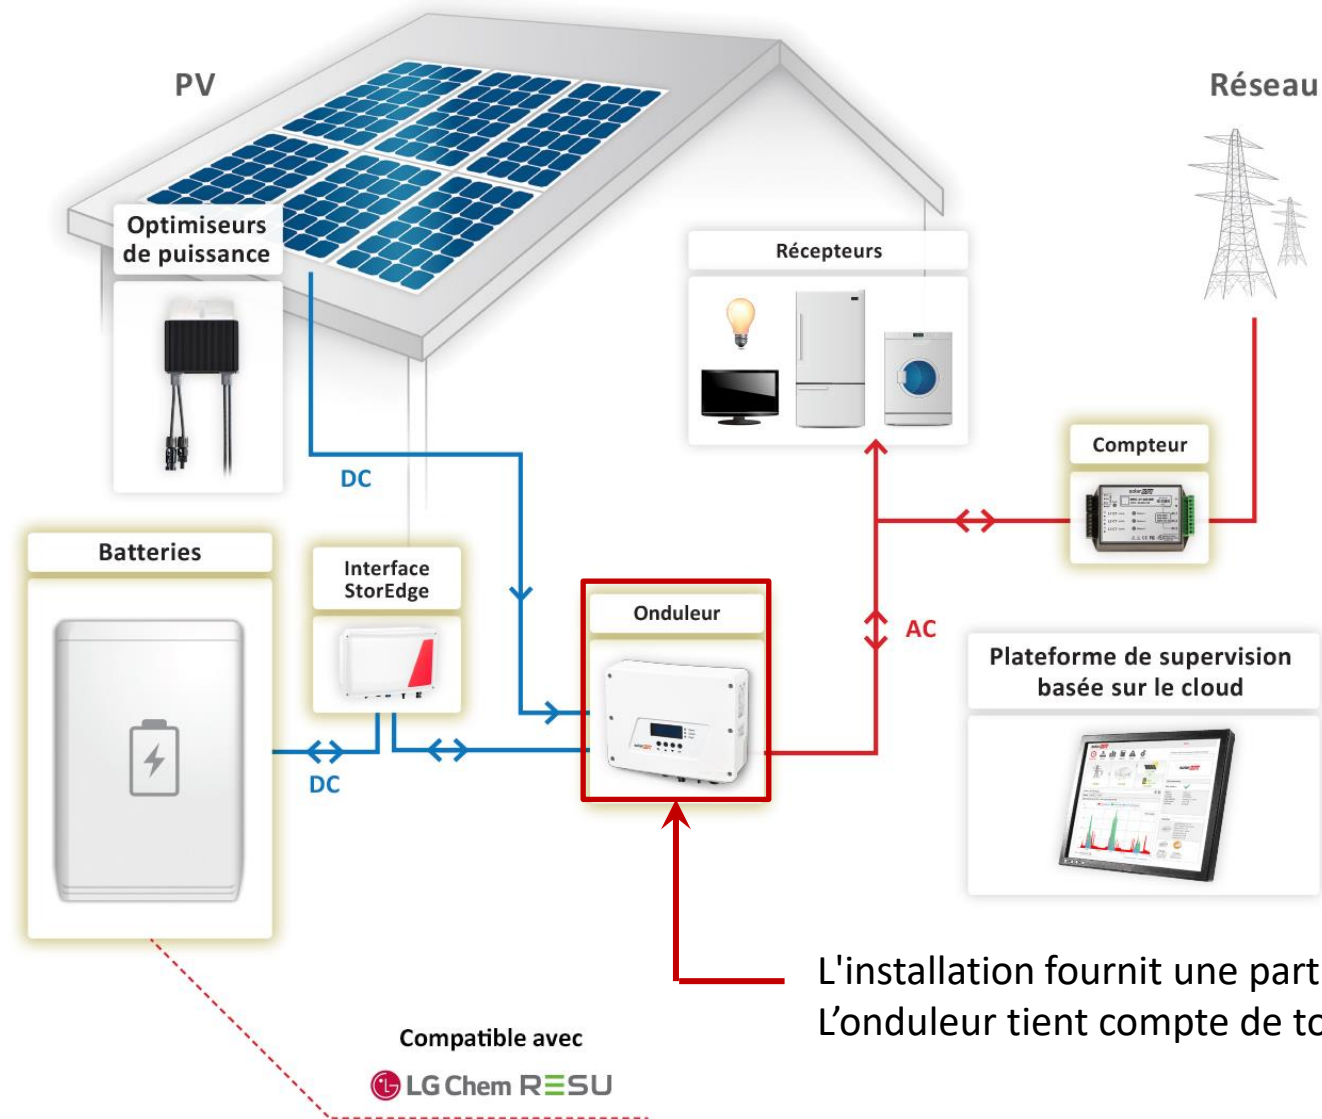 PV
Réseau
Optimiseurs
de puissance
Récepteurs
Compteur
solaredge
DC
Batteries
Interface
StorEdge
Onduleur
AC
Plateforme de supervision
basée sur le cloud
DC
L'installation fournit une part
L'onduleur tient compte de to
Compatible avec
LG Chem RESU